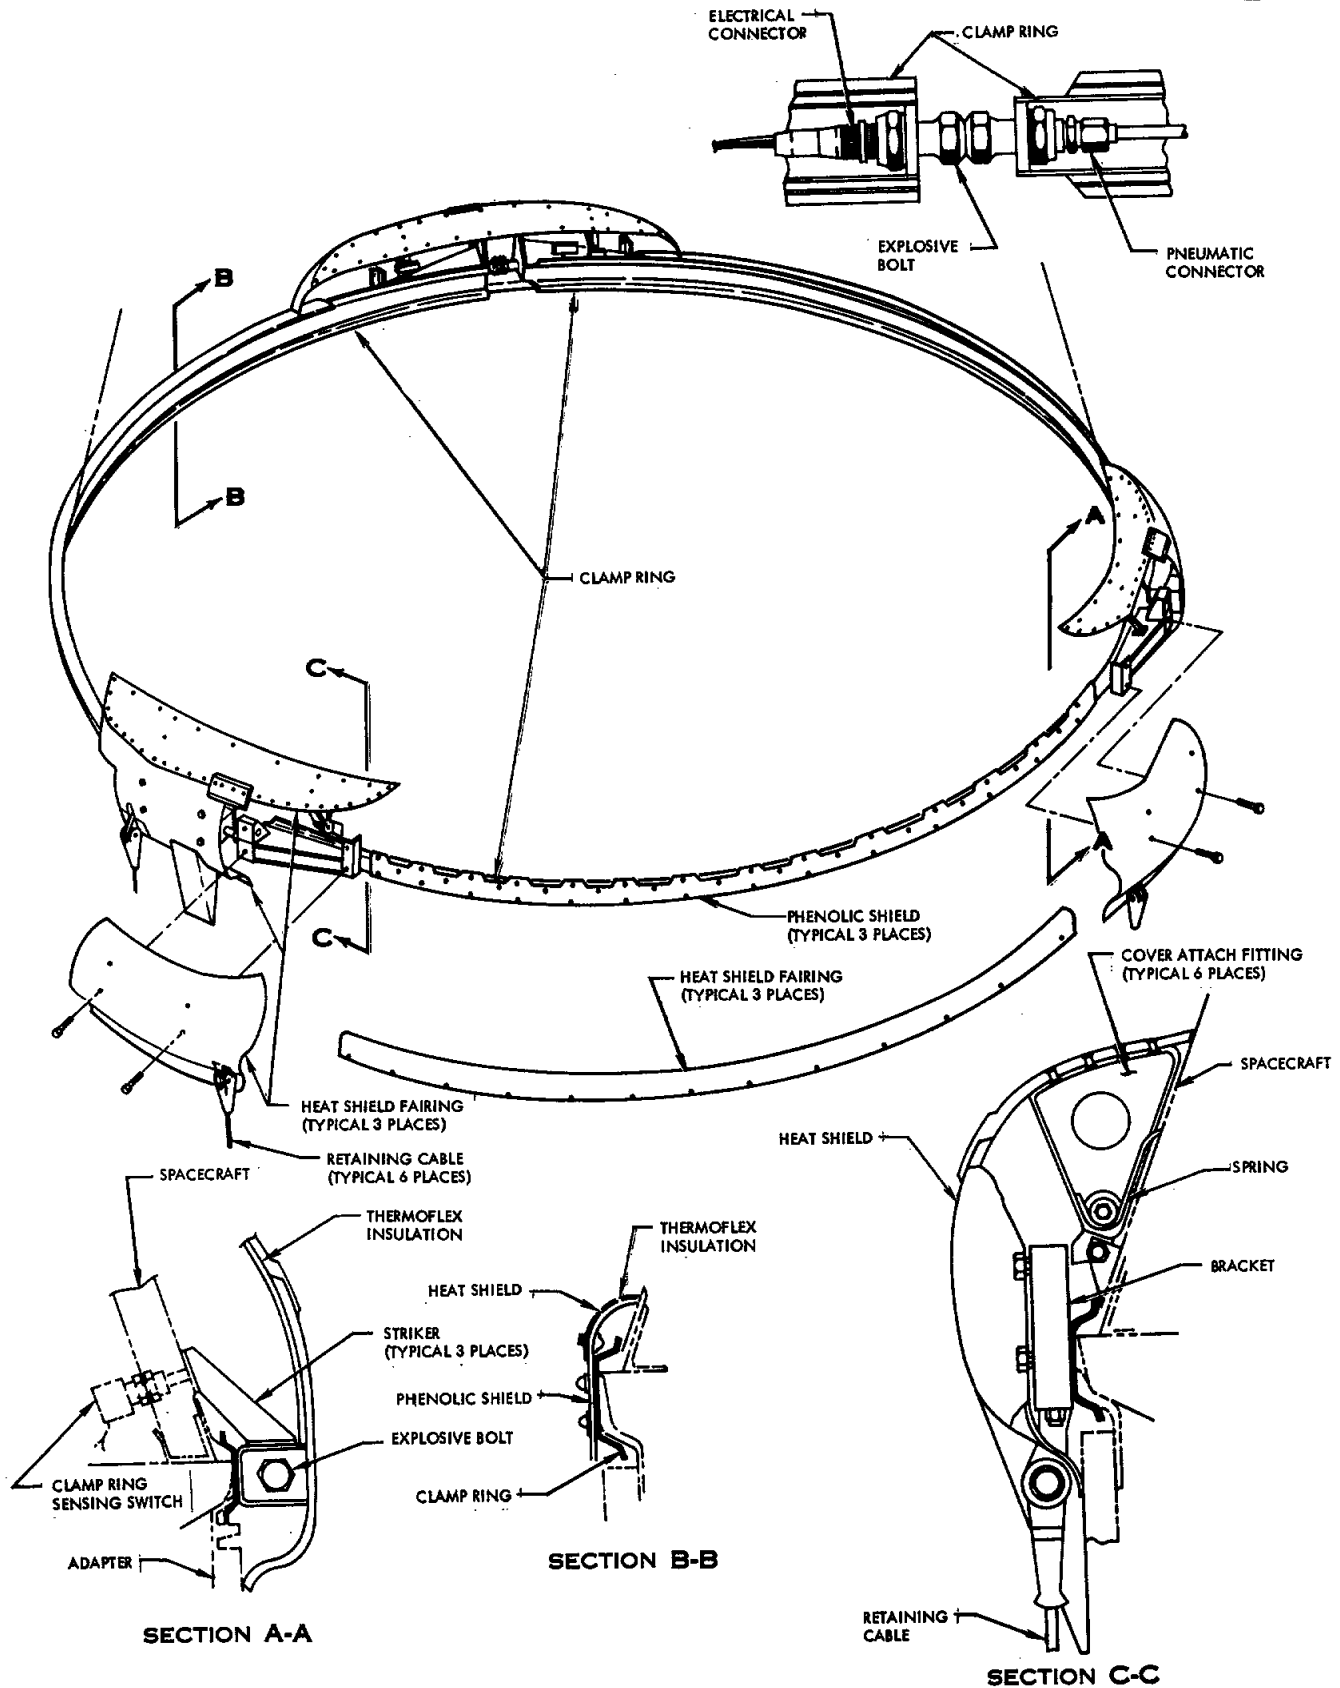 ELECTRICAL
CONNECTOR
CLAMP RING
EXPLOSIVE
BOLT
PNEUMATIC
CONNECTOR
B
B
A
CLAMP RING
C
A
C
PHENOLIC SHIELD
(TYPICAL 3 PLACES)
HEAT SHIELD FAIRING
(TYPICAL 3 PLACES)
COVER ATTACH FITTING
(TYPICAL 6 PLACES)
SPACECRAFT
HEAT SHIELD FAIRING
(TYPICAL 3 PLACES)
RETAINING CABLE
(TYPICAL 6 PLACES)
HEAT SHIELD
SPRING
BRACKET
RETAINING
CABLE
SECTION C-C
SPACECRAFT
THERMOFLEX
INSULATION
STRIKER
(TYPICAL 3 PLACES)
EXPLOSIVE BOLT
CLAMP RING
SENSING SWITCH
ADAPTER
SECTION A-A
THERMOFLEX
INSULATION
HEAT SHIELD
PHENOLIC SHIELD
CLAMP RING
SECTION B-B